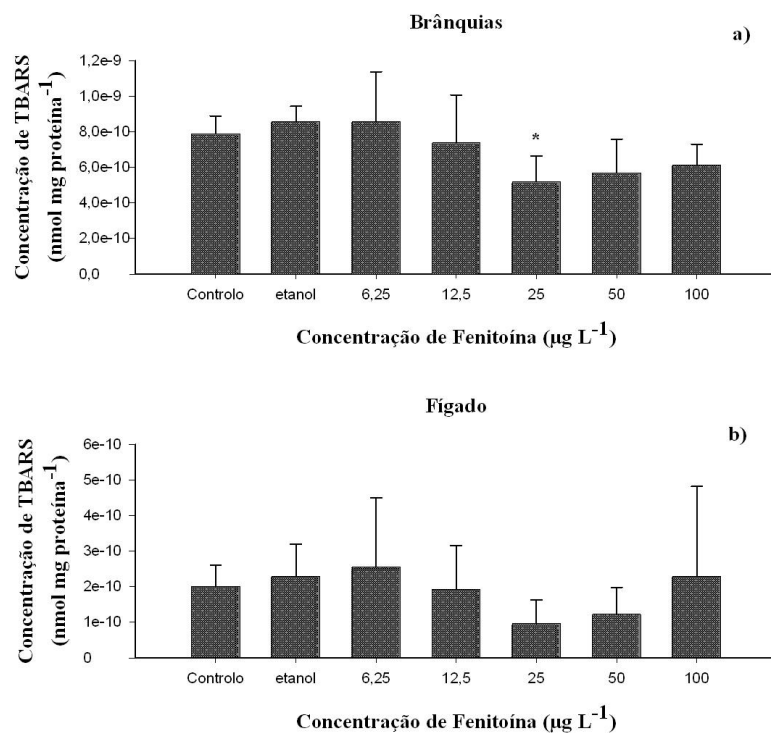 Brânquias
a)
Concentração de TBARS
(nmol mg proteína⁻¹)
1,2e-9
1,0e-9
8,0e-10
6,0e-10
4,0e-10
2,0e-10
0,0
*
Controlo etanol 6,25 12,5 25 50 100
Concentração de Fenitoína (µg L⁻¹)
Fígado
b)
Concentração de TBARS
(nmol mg proteína⁻¹)
6e-10
5e-10
4e-10
3e-10
2e-10
1e-10
0
Controlo etanol 6,25 12,5 25 50 100
Concentração de Fenitoína (µg L⁻¹)